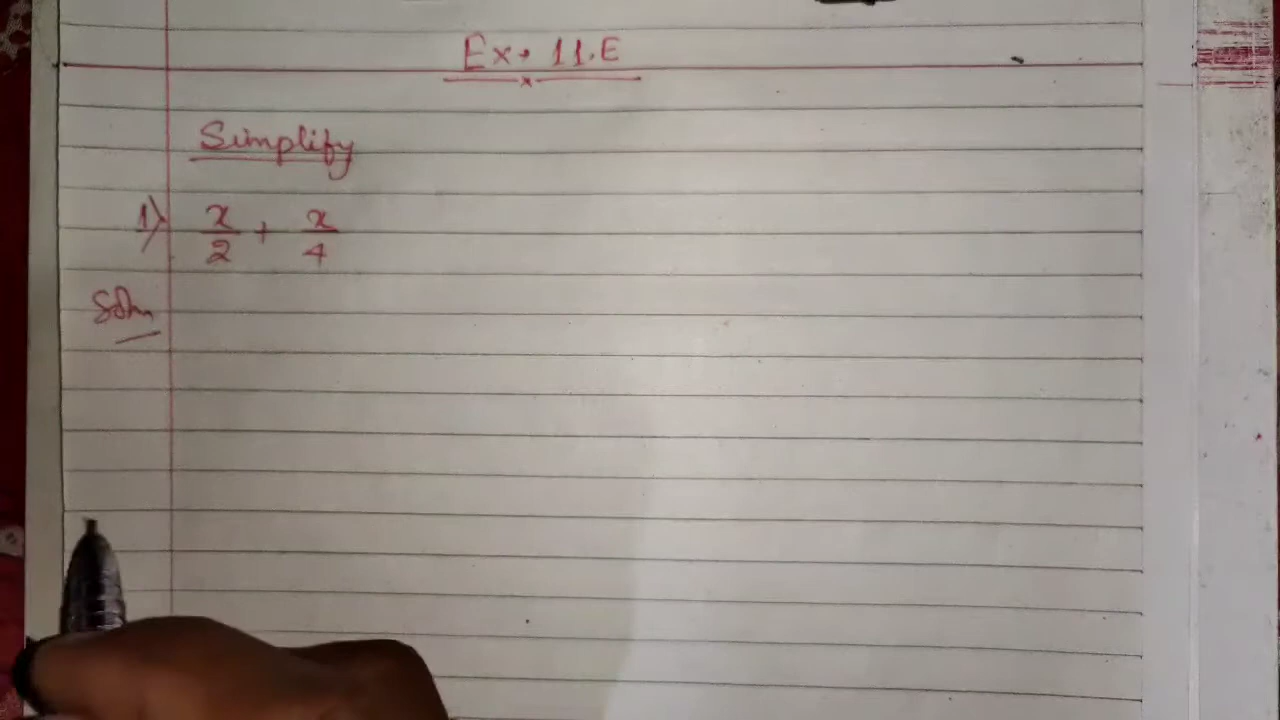 Ex. 11.E
Simplify
1) x/2 + x/4
Soln